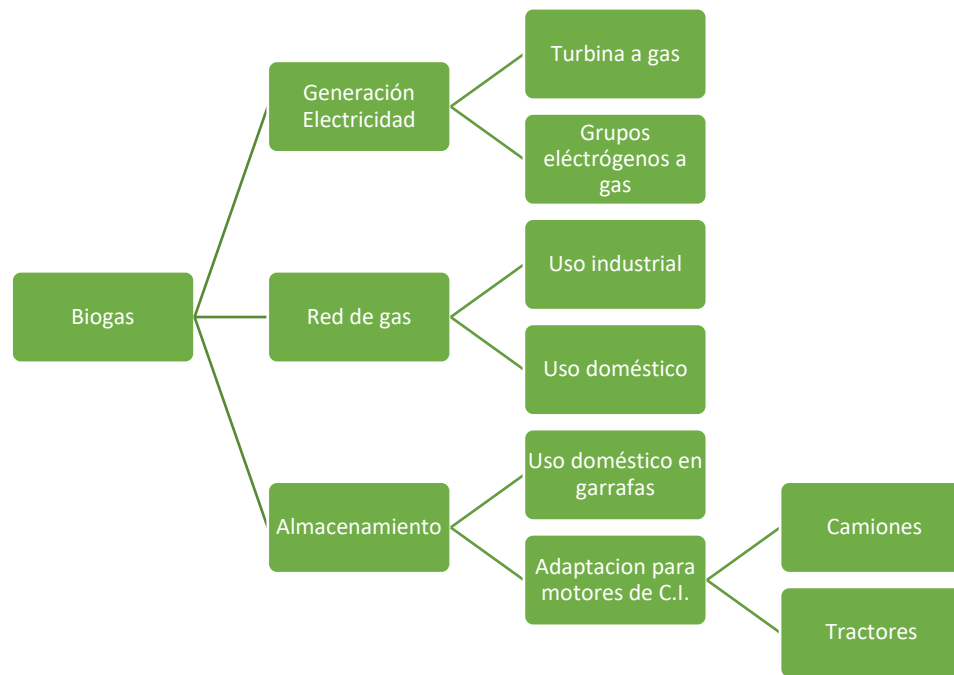 Biogas
Generación
Electricidad
Turbina a gas
Grupos
eléctrógenos a
gas
Red de gas
Uso industrial
Uso doméstico
Almacenamiento
Uso doméstico en
garrafas
Adaptacion para
motores de C.I.
Camiones
Tractores